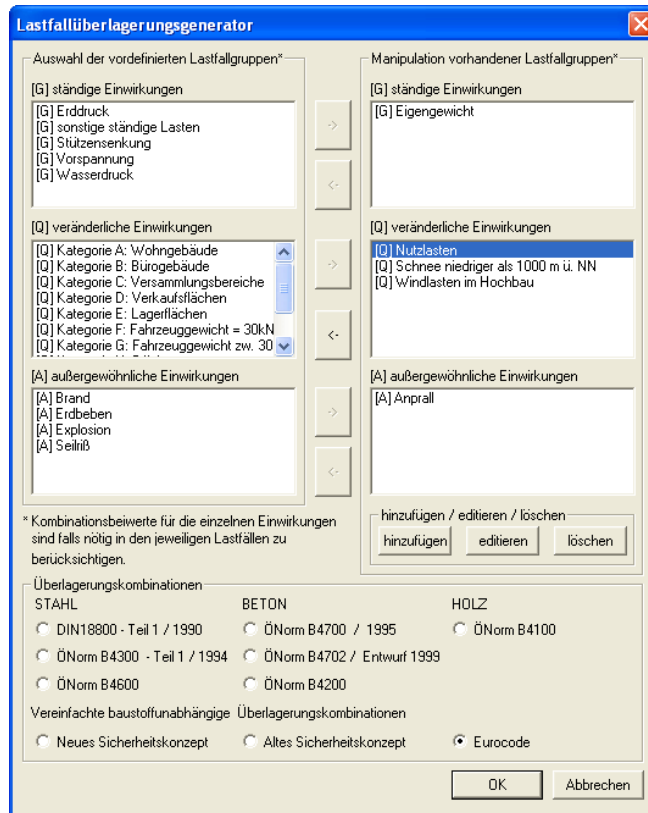 Lastfallüberlagerungsgenerator
Auswahl der vordefinierten Lastfallgruppen*
[G] ständige Einwirkungen
[G] Erddruck
[G] sonstige ständige Lasten
[G] Stützensenkung
[G] Vorspannung
[G] Wasserdruck
->
<-
[Q] veränderliche Einwirkungen
[Q] Kategorie A: Wohngebäude
[Q] Kategorie B: Bürogebäude
[Q] Kategorie C: Versammlungsbereiche
[Q] Kategorie D: Verkaufsflächen
[Q] Kategorie E: Lagerflächen
[Q] Kategorie F: Fahrzeuggewicht = 30kN
[Q] Kategorie G: Fahrzeuggewicht zw. 30
->
<-
[A] außergewöhnliche Einwirkungen
[A] Brand
[A] Erdbeben
[A] Explosion
[A] Seilriß
->
<-
* Kombinationsbeiwerte für die einzelnen Einwirkungen
sind falls nötig in den jeweiligen Lastfällen zu
berücksichtigen.
Manipulation vorhandener Lastfallgruppen*
[G] ständige Einwirkungen
[G] Eigengewicht
[Q] veränderliche Einwirkungen
[Q] Nutzlasten
[Q] Schnee niedriger als 1000 m ü. NN
[Q] Windlasten im Hochbau
[A] außergewöhnliche Einwirkungen
[A] Anprall
hinzufügen / editieren / löschen
hinzufügen editieren löschen
Überlagerungskombinationen
STAHL BETON HOLZ
DIN18800 - Teil 1 / 1990 ÖNorm B4700 / 1995 ÖNorm B4100
ÖNorm B4300 - Teil 1 / 1994 ÖNorm B4702 / Entwurf 1999
ÖNorm B4600 ÖNorm B4200
Vereinfachte baustoffunabhängige Überlagerungskombinationen
Neues Sicherheitskonzept Altes Sicherheitskonzept Eurocode
OK Abbrechen